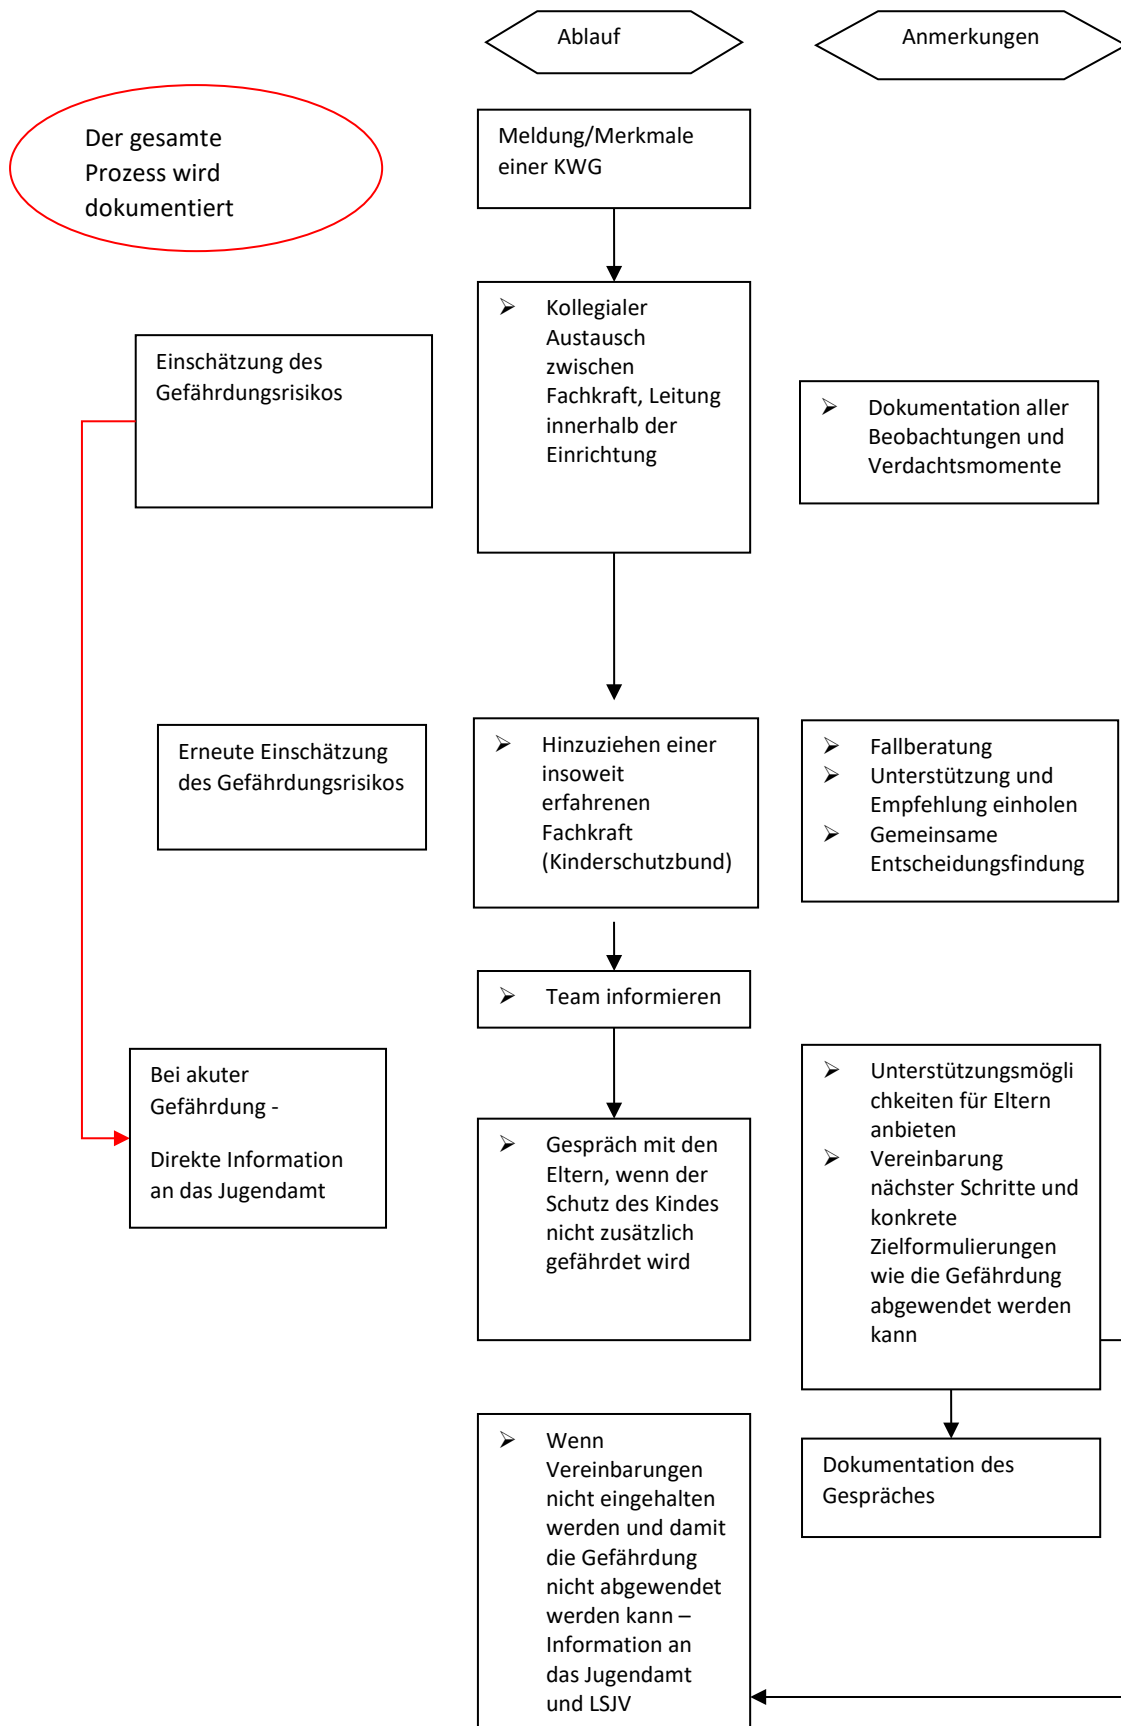 Ablauf
Anmerkungen
Der gesamte
Prozess wird
dokumentiert
Meldung/Merkmale
einer KWG
Einschätzung des
Gefährdungsrisikos
➢ Kollegialer
Austausch
zwischen
Fachkraft, Leitung
innerhalb der
Einrichtung
➢ Dokumentation aller
Beobachtungen und
Verdachtsmomente
Erneute Einschätzung
des Gefährdungsrisikos
➢ Hinzuziehen einer
insoweit
erfahrenen
Fachkraft
(Kinderschutzbund)
➢ Fallberatung
➢ Unterstützung und
Empfehlung einholen
➢ Gemeinsame
Entscheidungsfindung
➢ Team informieren
Bei akuter
Gefährdung -
Direkte Information
an das Jugendamt
➢ Gespräch mit den
Eltern, wenn der
Schutz des Kindes
nicht zusätzlich
gefährdet wird
➢ Unterstützungsmögli
chkeiten für Eltern
anbieten
➢ Vereinbarung
nächster Schritte und
konkrete
Zielformulierungen
wie die Gefährdung
abgewendet werden
kann
➢ Wenn
Vereinbarungen
nicht eingehalten
werden und damit
die Gefährdung
nicht abgewendet
werden kann –
Information an
das Jugendamt
und LSJV
Dokumentation des
Gespräches